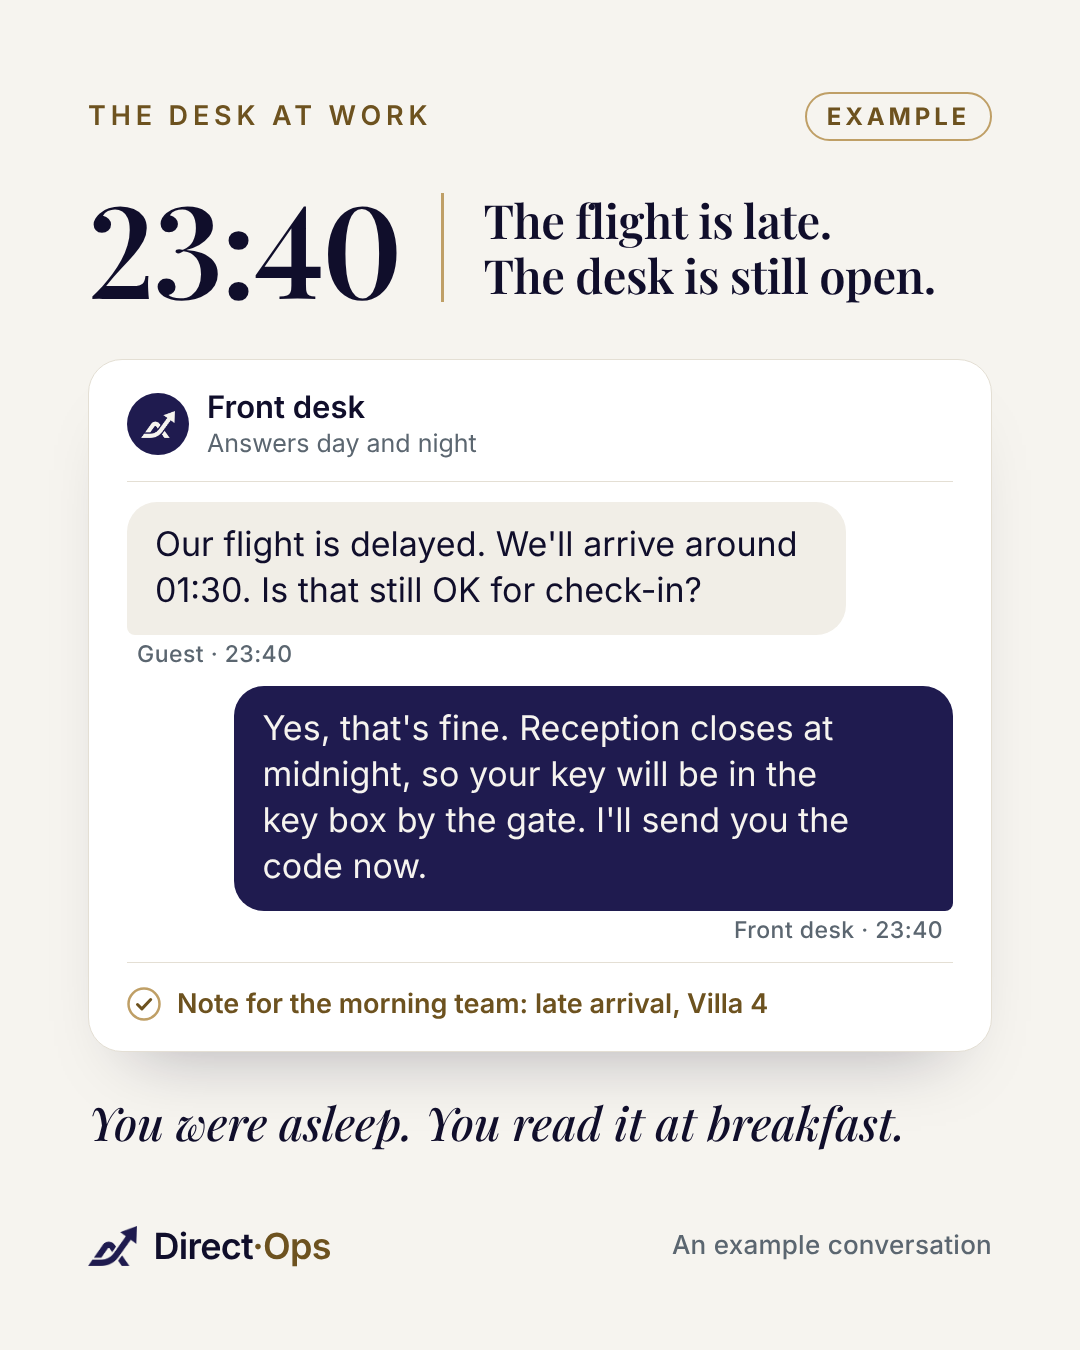 THE DESK AT WORK
EXAMPLE
23:40
The flight is late.
The desk is still open.
Front desk
Answers day and night
Our flight is delayed. We'll arrive around
01:30. Is that still OK for check-in?
Guest · 23:40
Yes, that's fine. Reception closes at
midnight, so your key will be in the
key box by the gate. I'll send you the
code now.
Front desk · 23:40
Note for the morning team: late arrival, Villa 4
You were asleep. You read it at breakfast.
Direct·Ops
An example conversation